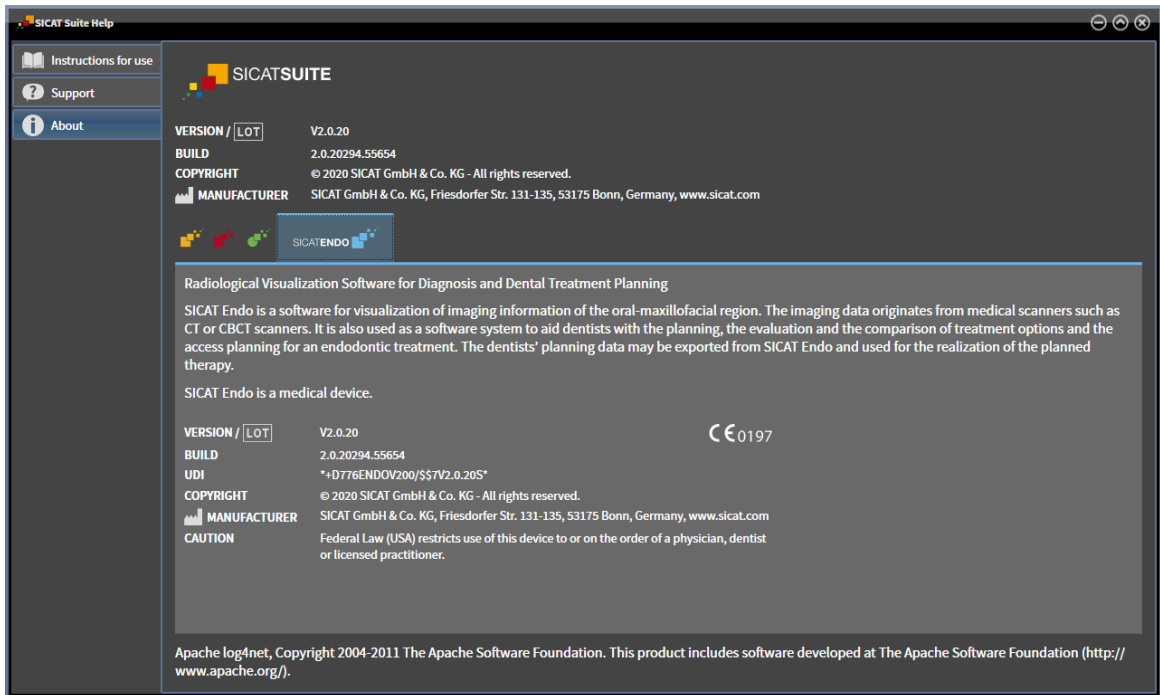 SICAT Suite Help
Instructions for use
Support
About
SICATSUITE
VERSION / LOT V2.0.20
BUILD 2.0.20294.55654
COPYRIGHT © 2020 SICAT GmbH & Co. KG - All rights reserved.
MANUFACTURER SICAT GmbH & Co. KG, Friesdorfer Str. 131-135, 53175 Bonn, Germany, www.sicat.com
SICATENDO
Radiological Visualization Software for Diagnosis and Dental Treatment Planning
SICAT Endo is a software for visualization of imaging information of the oral-maxillofacial region. The imaging data originates from medical scanners such as
CT or CBCT scanners. It is also used as a software system to aid dentists with the planning, the evaluation and the comparison of treatment options and the
access planning for an endodontic treatment. The dentists' planning data may be exported from SICAT Endo and used for the realization of the planned
therapy.
SICAT Endo is a medical device.
VERSION / LOT V2.0.20 CE0197
BUILD 2.0.20294.55654
UDI *+D776ENDOV200/$$7V2.0.20S*
COPYRIGHT © 2020 SICAT GmbH & Co. KG - All rights reserved.
MANUFACTURER SICAT GmbH & Co. KG, Friesdorfer Str. 131-135, 53175 Bonn, Germany, www.sicat.com
CAUTION Federal Law (USA) restricts use of this device to or on the order of a physician, dentist
or licensed practitioner.
Apache log4net, Copyright 2004-2011 The Apache Software Foundation. This product includes software developed at The Apache Software Foundation (http://
www.apache.org/).